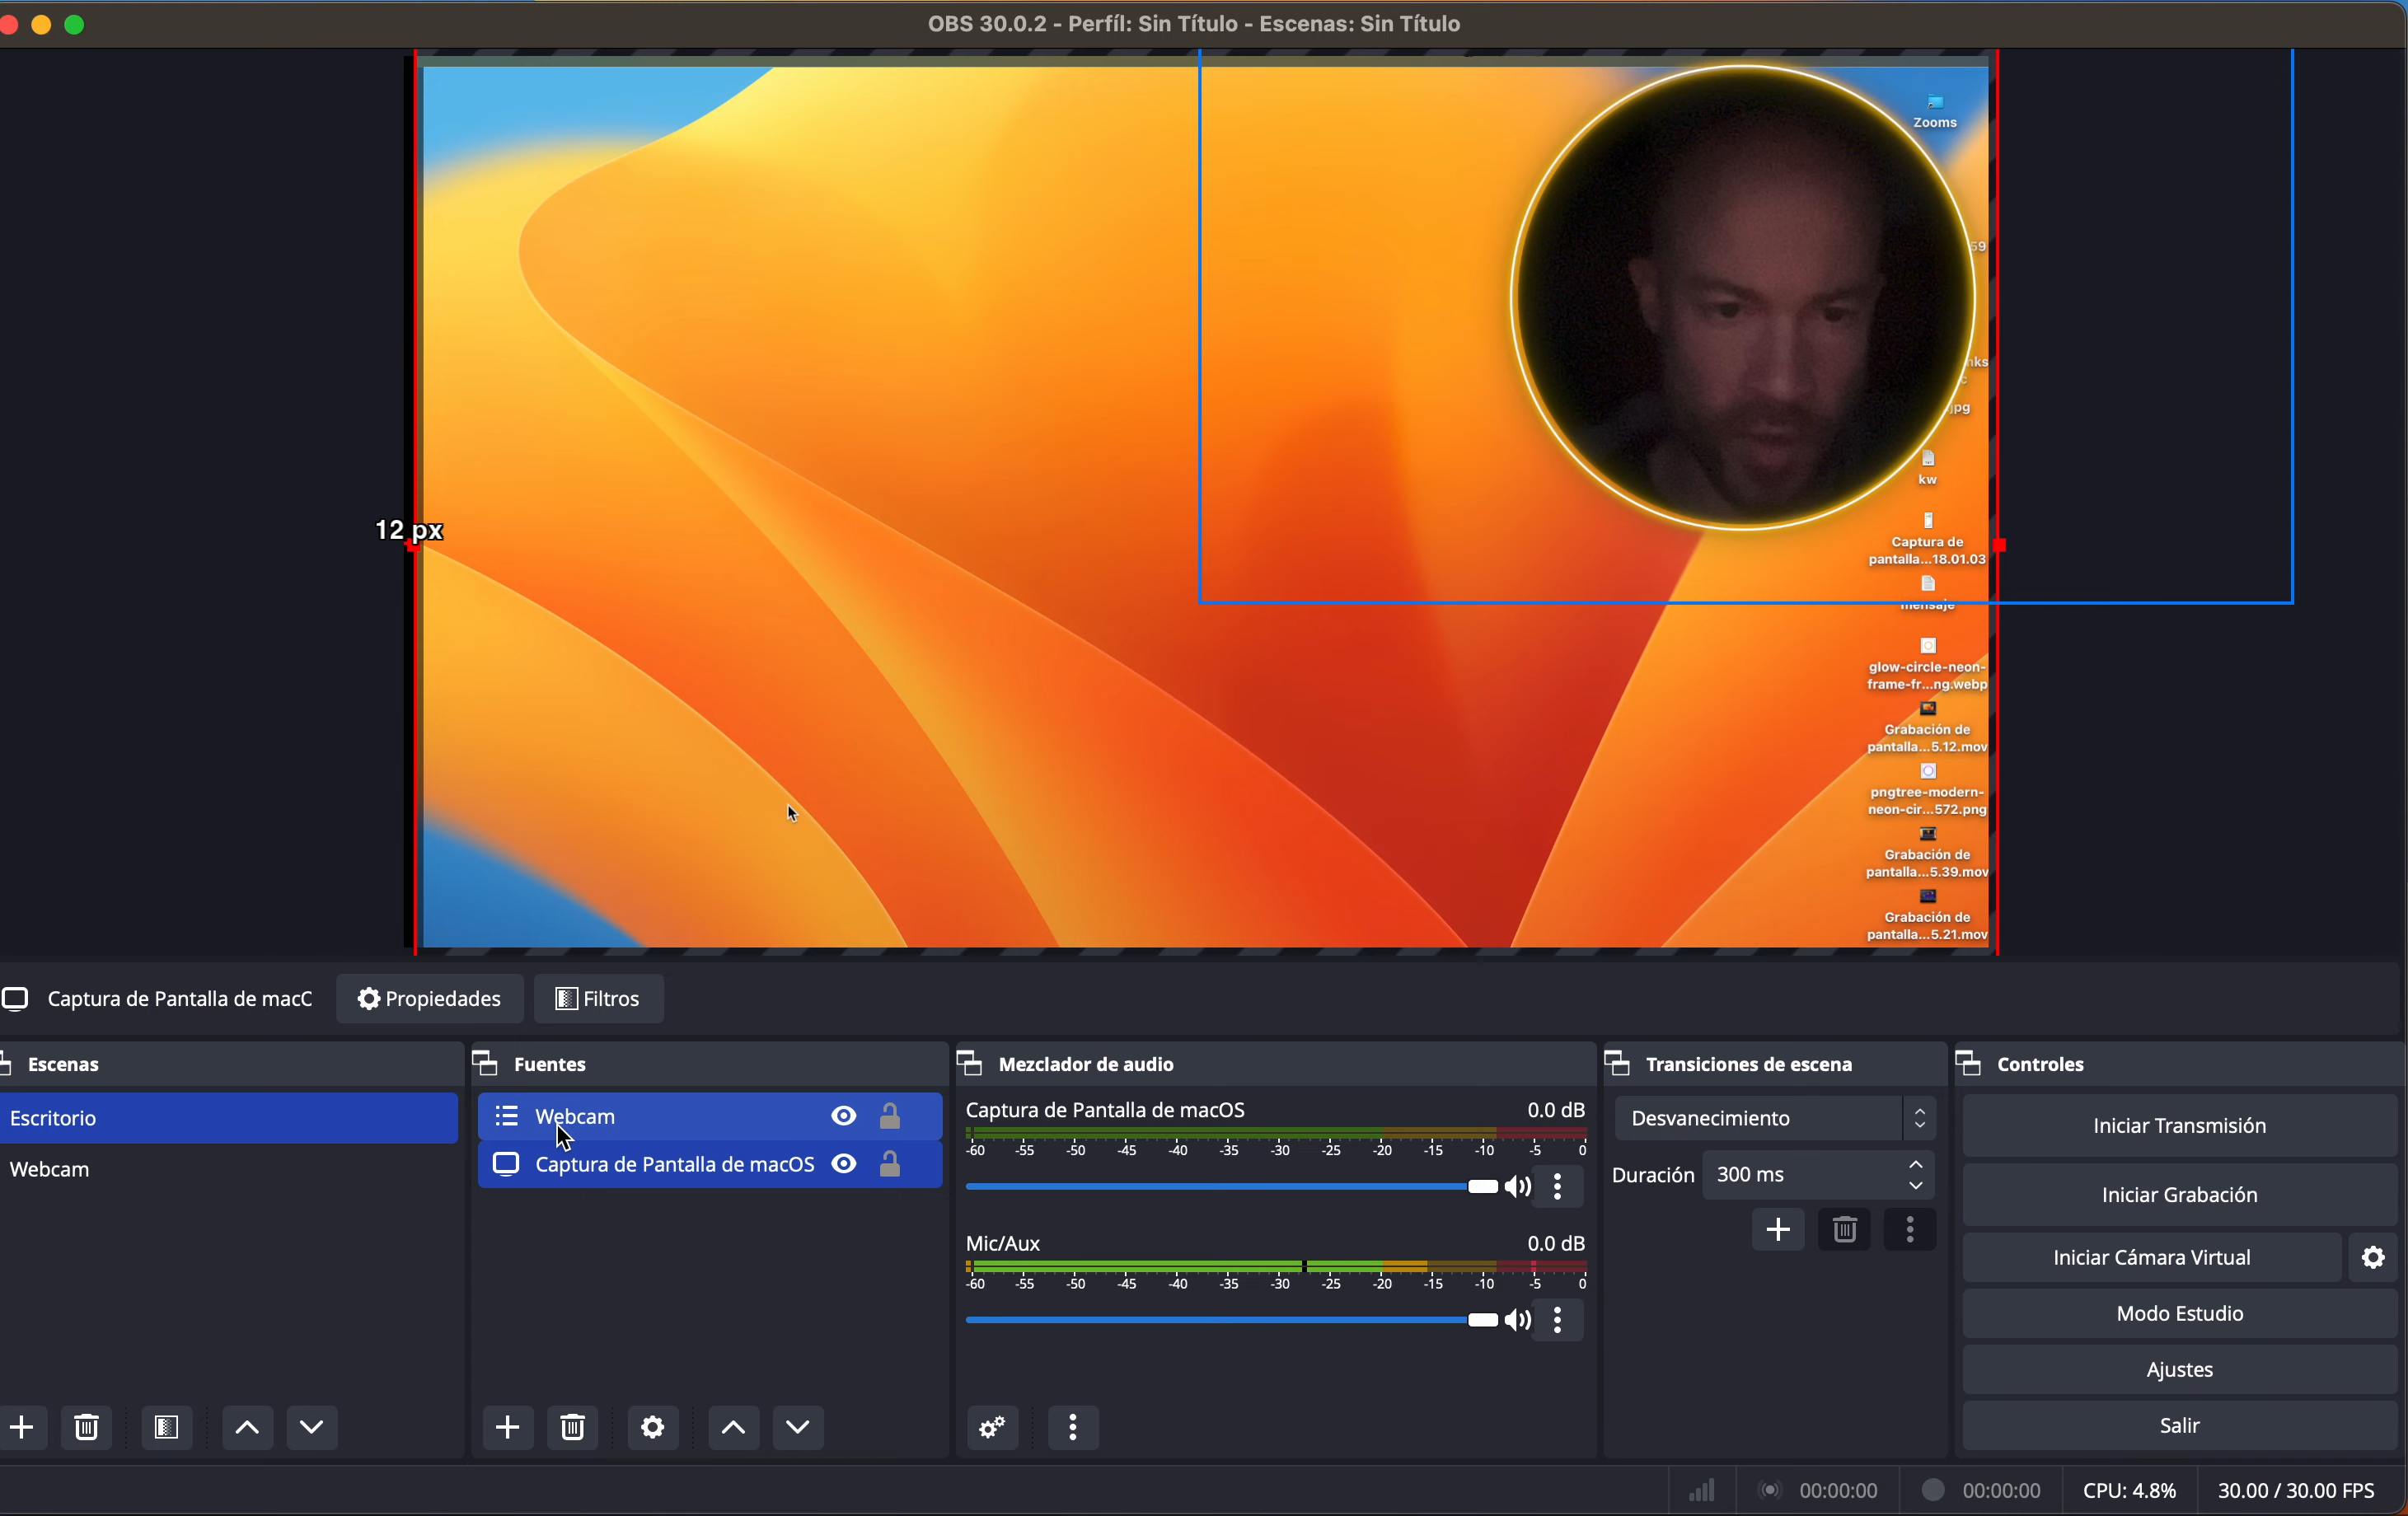 OBS 30.0.2 - Perfíl: Sin Título - Escenas: Sin Título
Zooms
59
nks
c
jpg
kw
12 px
Captura de
pantalla...18.01.03
mensaje
glow-circle-neon-
frame-fr...ng.webp
Grabación de
pantalla...5.12.mov
pngtree-modern-
neon-cir...572.png
Grabación de
pantalla...5.39.mov
Grabación de
pantalla...5.21.mov
Captura de Pantalla de macC
Propiedades
Filtros
Escenas
Escritorio
Webcam
Fuentes
Webcam
Captura de Pantalla de macOS
Mezclador de audio
Captura de Pantalla de macOS 0.0 dB
-60 -55 -50 -45 -40 -35 -30 -25 -20 -15 -10 -5 0
Mic/Aux 0.0 dB
-60 -55 -50 -45 -40 -35 -30 -25 -20 -15 -10 -5 0
Transiciones de escena
Desvanecimiento
Duración 300 ms
Controles
Iniciar Transmisión
Iniciar Grabación
Iniciar Cámara Virtual
Modo Estudio
Ajustes
Salir
00:00:00 00:00:00 CPU: 4.8% 30.00 / 30.00 FPS